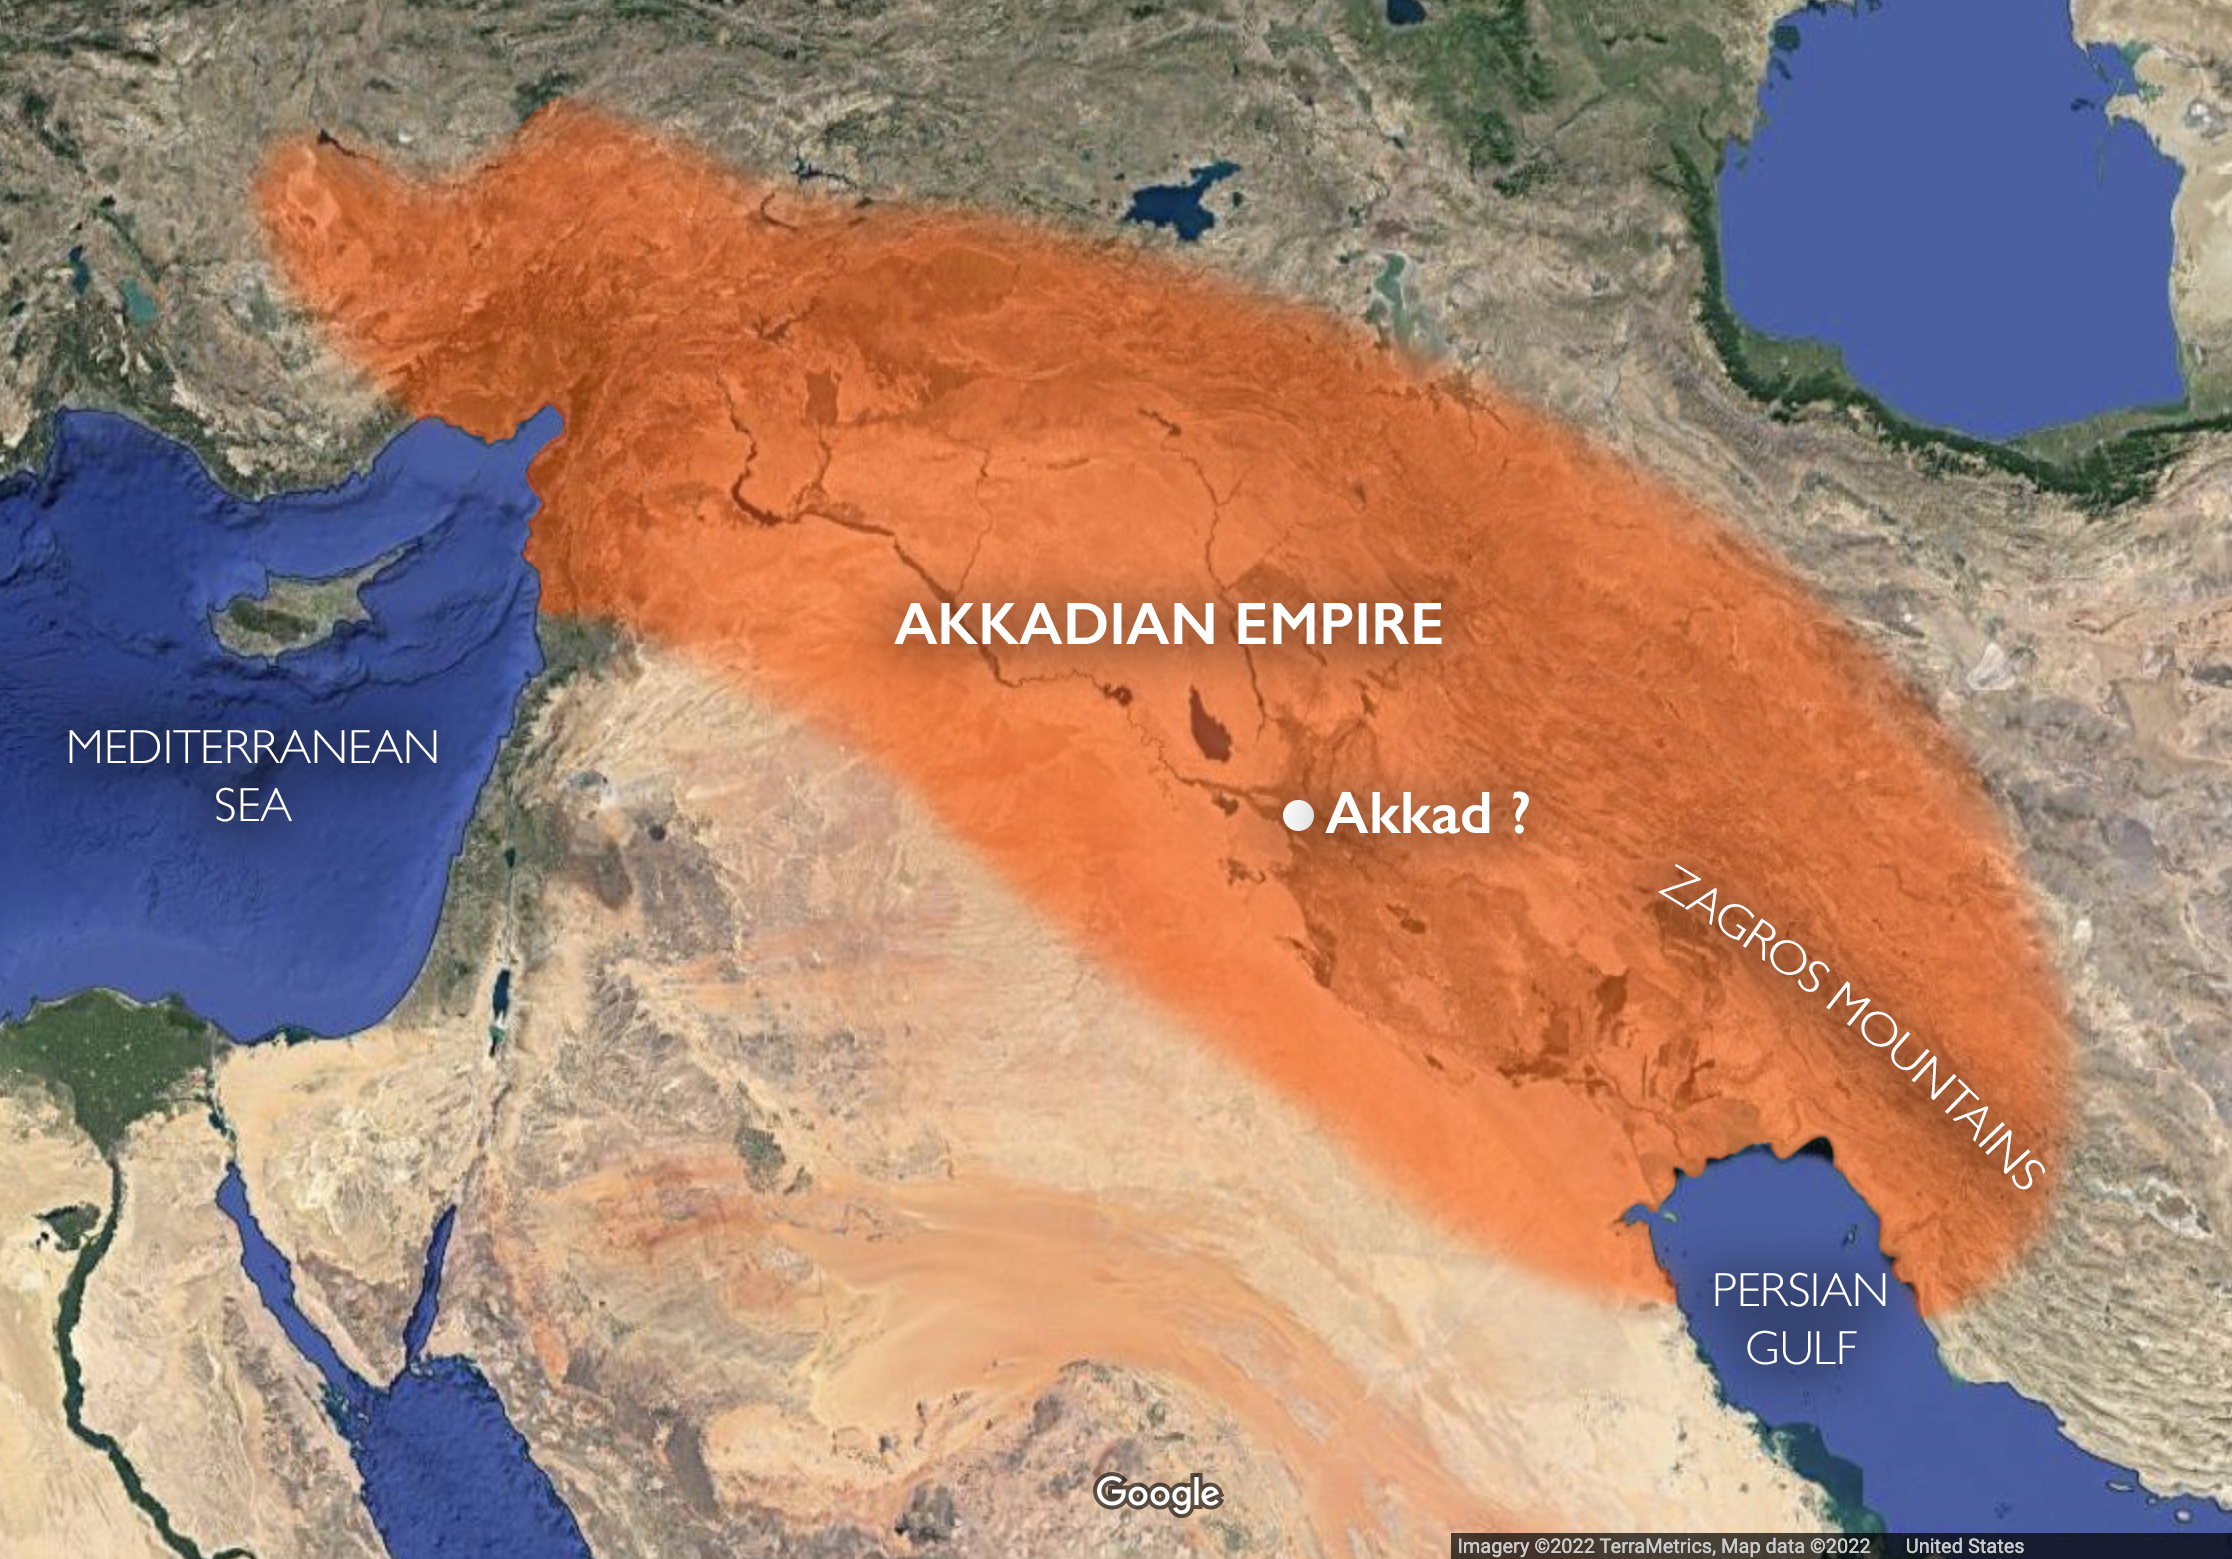 AKKADIAN EMPIRE
MEDITERRANEAN
SEA
Akkad ?
ZAGROS MOUNTAINS
PERSIAN
GULF
Google
Imagery ©2022 TerraMetrics, Map data ©2022 United States